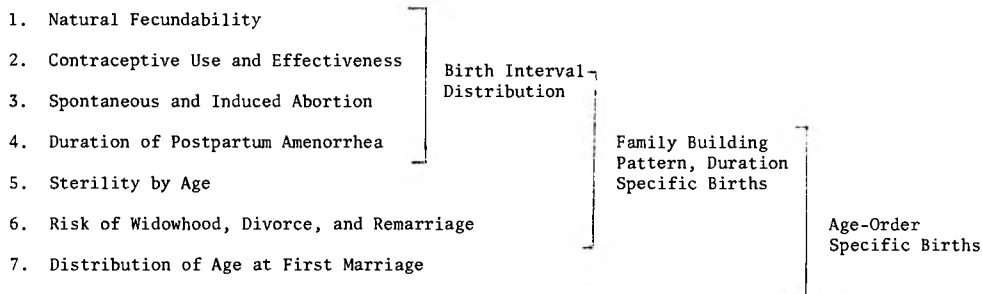 1. Natural Fecundability
2. Contraceptive Use and Effectiveness
3. Spontaneous and Induced Abortion
4. Duration of Postpartum Amenorrhea
5. Sterility by Age
6. Risk of Widowhood, Divorce, and Remarriage
7. Distribution of Age at First Marriage
Birth Interval
Distribution
Family Building
Pattern, Duration
Specific Births
Age-Order
Specific Births